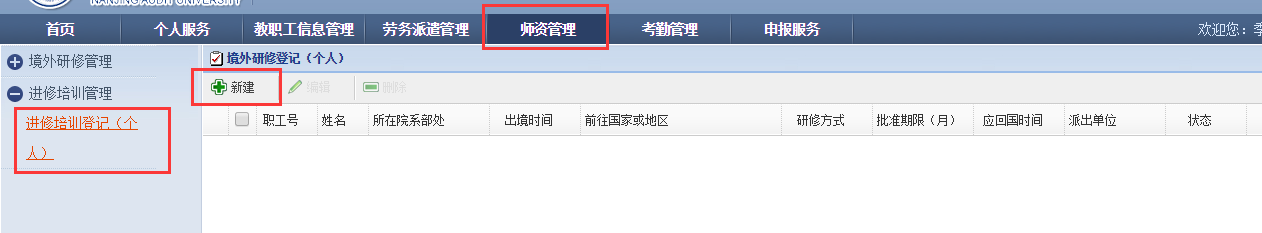 NANJING AUDIT UNIVERSITY
首页 个人服务 教职工信息管理 劳务派遣管理 师资管理 考勤管理 申报服务 欢迎您：季
境外研修管理
进修培训管理
进修培训登记（个
人）
境外研修登记（个人）
新建 编辑 删除
职工号 姓名 所在院系部处 出境时间 前往国家或地区 研修方式 批准期限（月） 应回国时间 派出单位 状态